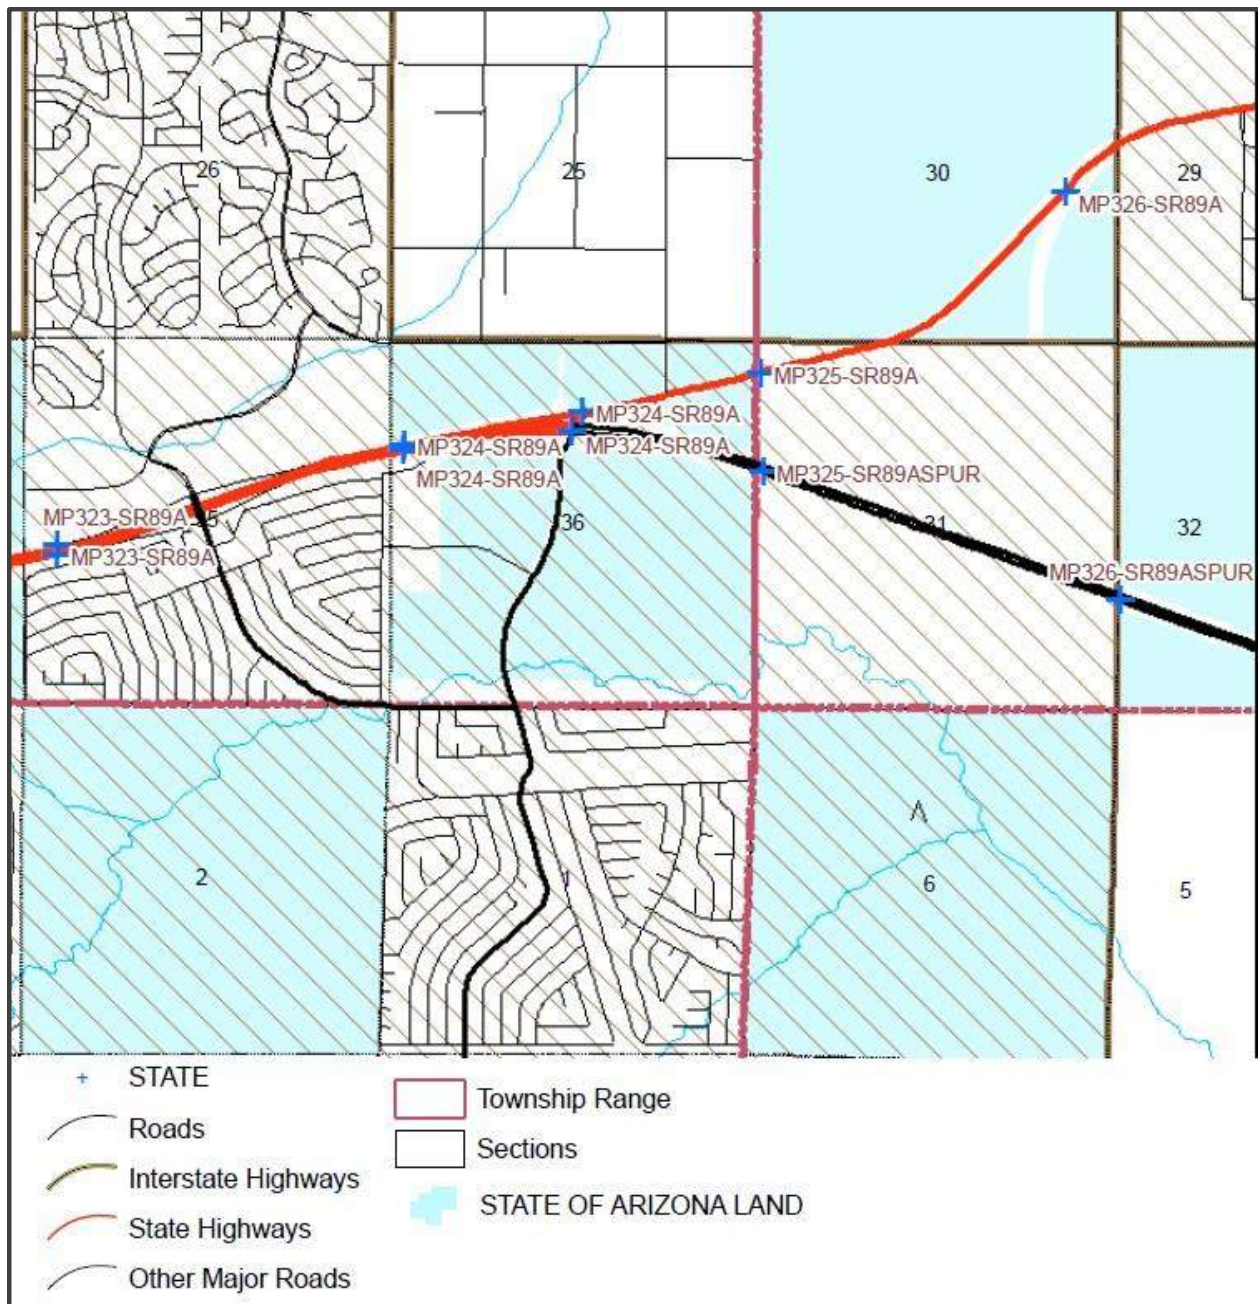 26
25
30
29
MP326-SR89A
MP325-SR89A
MP324-SR89A
MP324-SR89A
MP324-SR89A
MP324-SR89A
MP325-SR89ASPUR
MP323-SR89A
MP323-SR89A
36
31
32
MP326-SR89ASPUR
2
1
6
5
STATE
Roads
Interstate Highways
State Highways
Other Major Roads
Township Range
Sections
STATE OF ARIZONA LAND